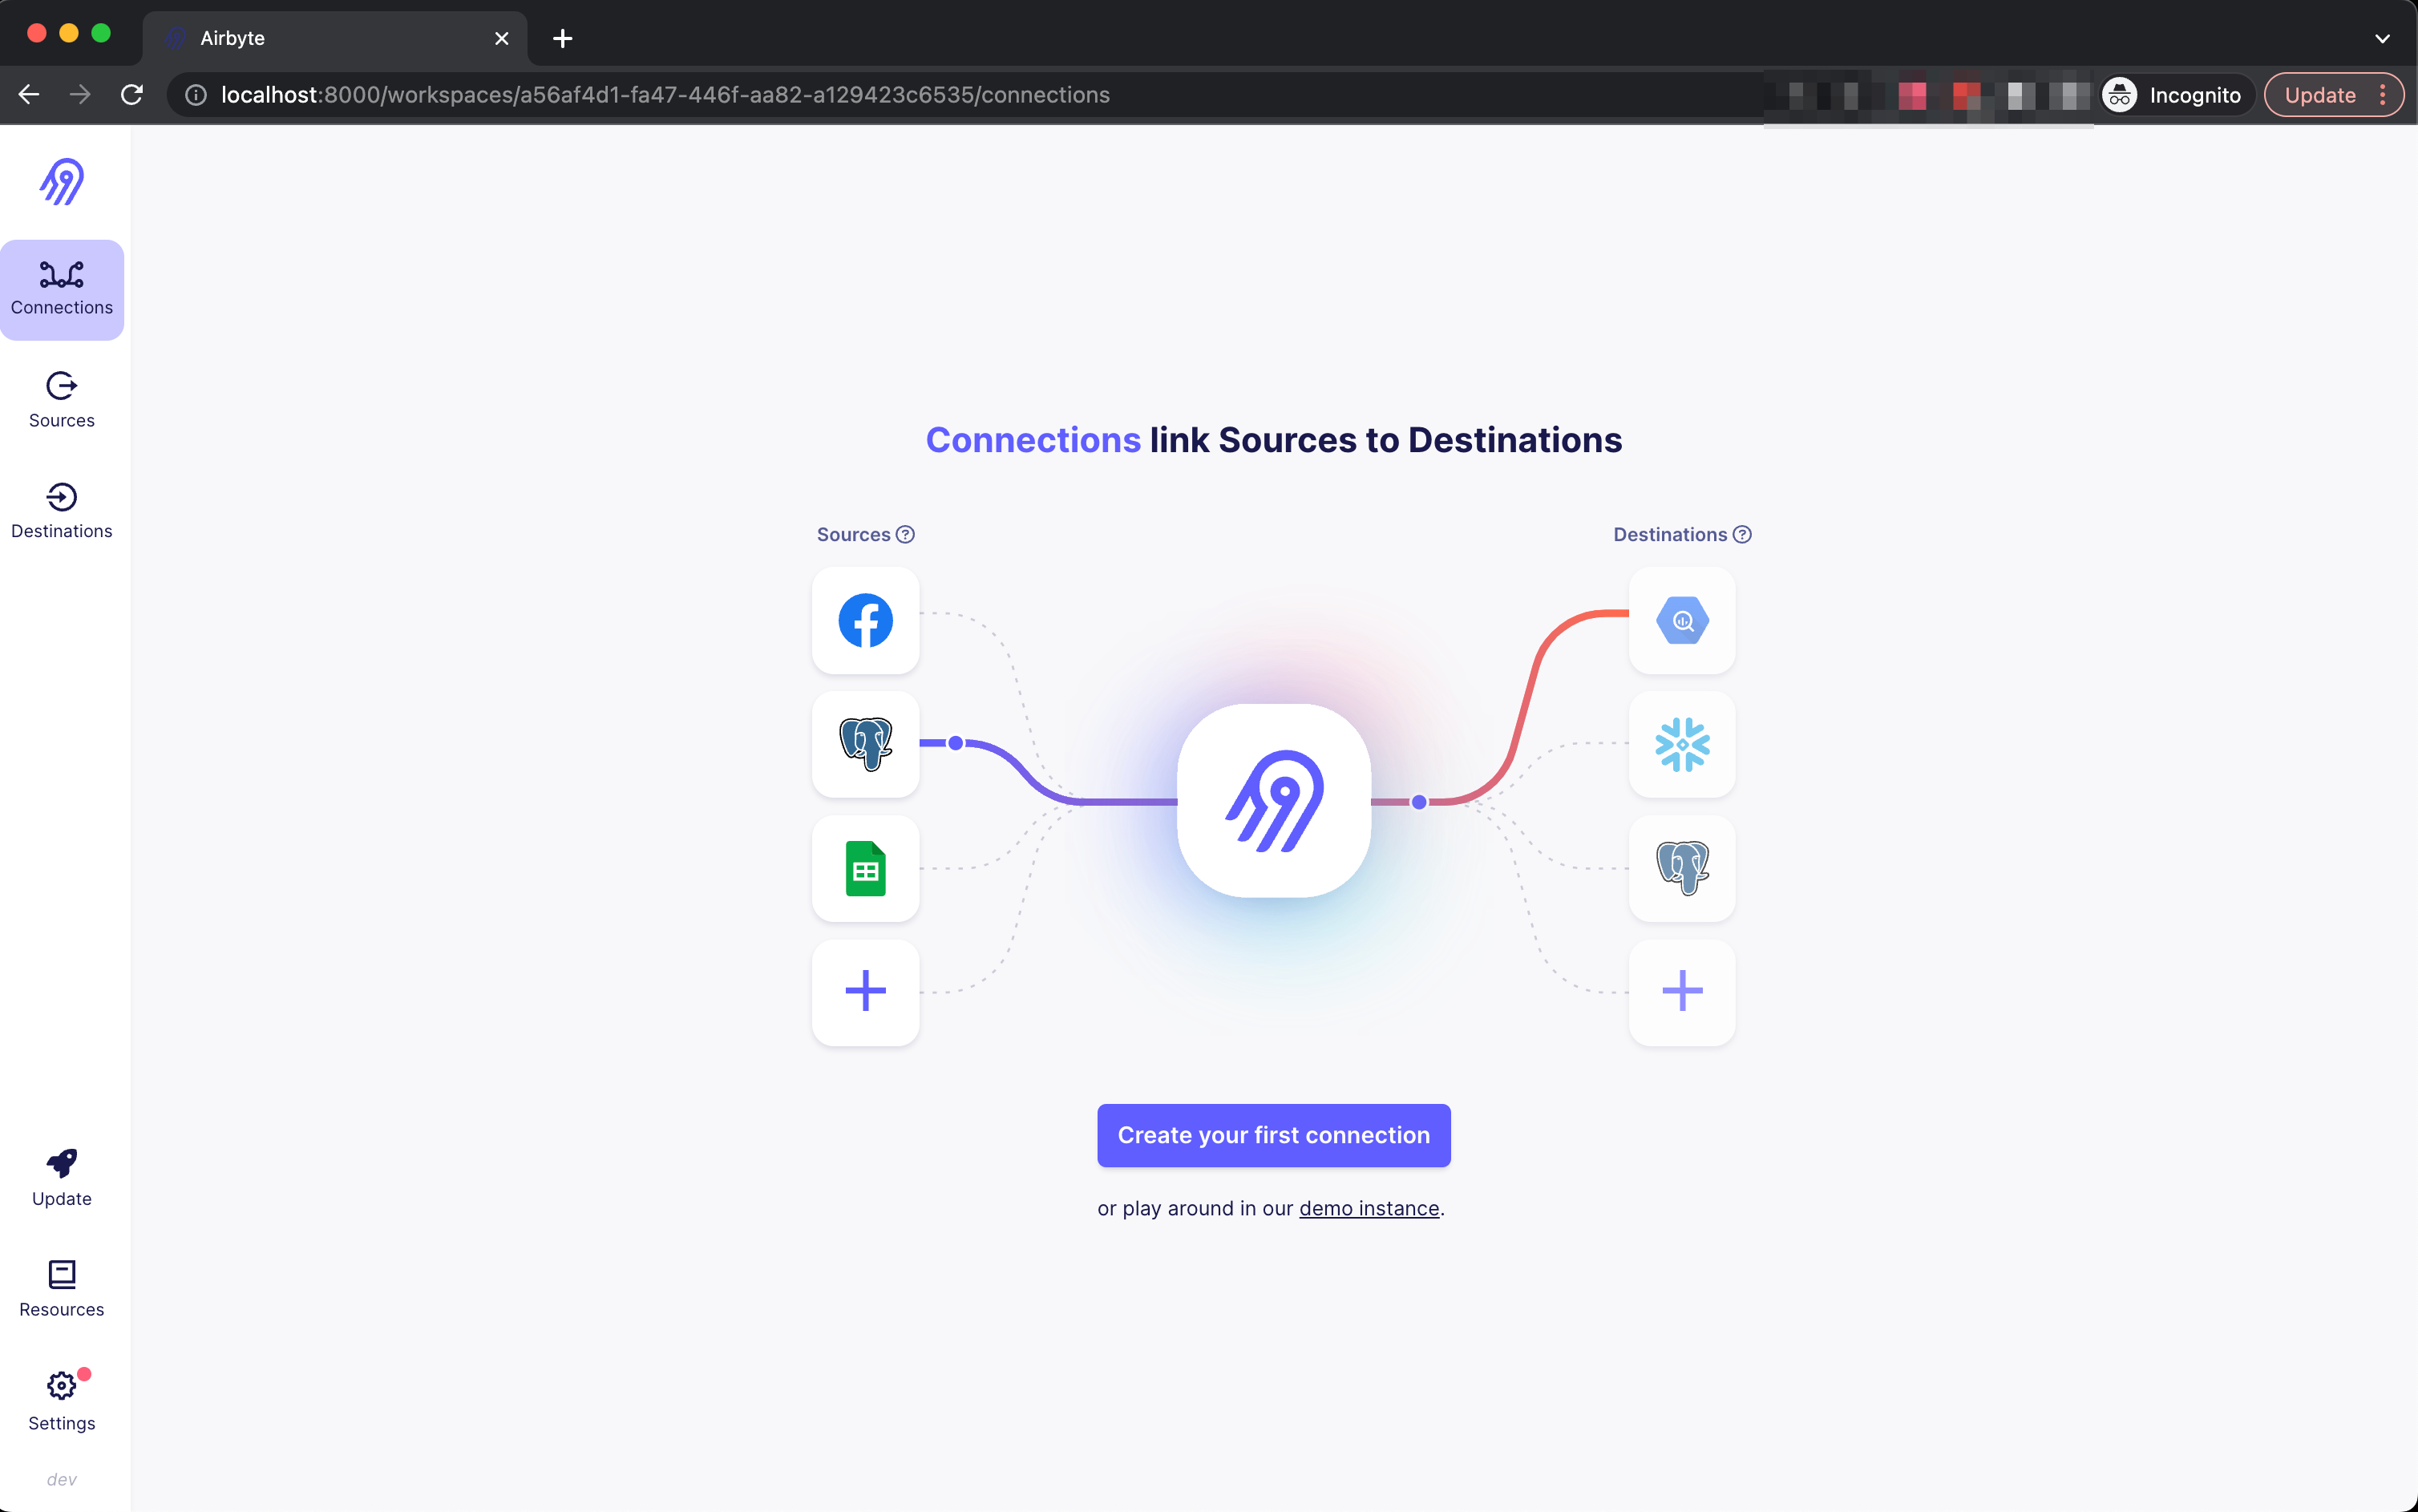 Airbyte
localhost:8000/workspaces/a56af4d1-fa47-446f-aa82-a129423c6535/connections
Incognito
Update
Connections
Sources
Destinations
Connections link Sources to Destinations
Sources
Destinations
Create your first connection
or play around in our demo instance.
Update
Resources
Settings
dev